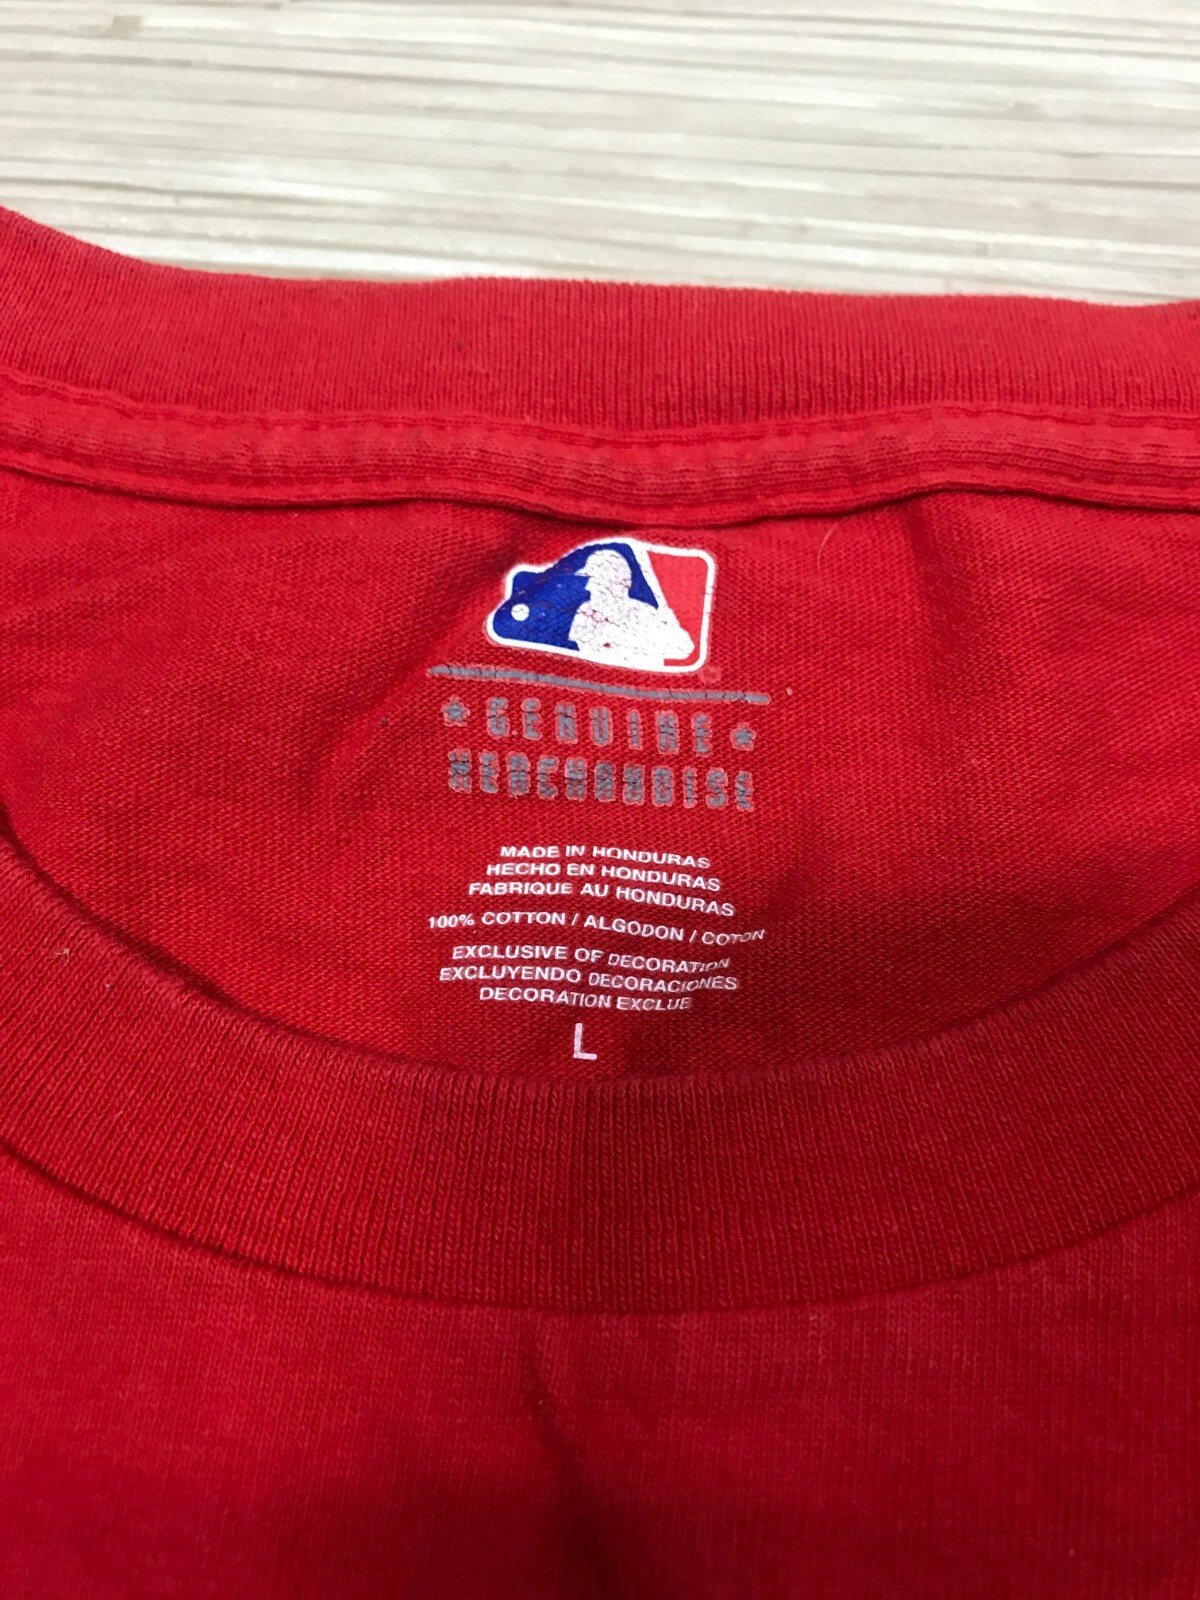 ★ GENUINE ★
MERCHANDISE
MADE IN HONDURAS
HECHO EN HONDURAS
FABRIQUE AU HONDURAS
100% COTTON / ALGODON / COTON
EXCLUSIVE OF DECORATION
EXCLUYENDO DECORACIONES
DECORATION EXCLUE
L